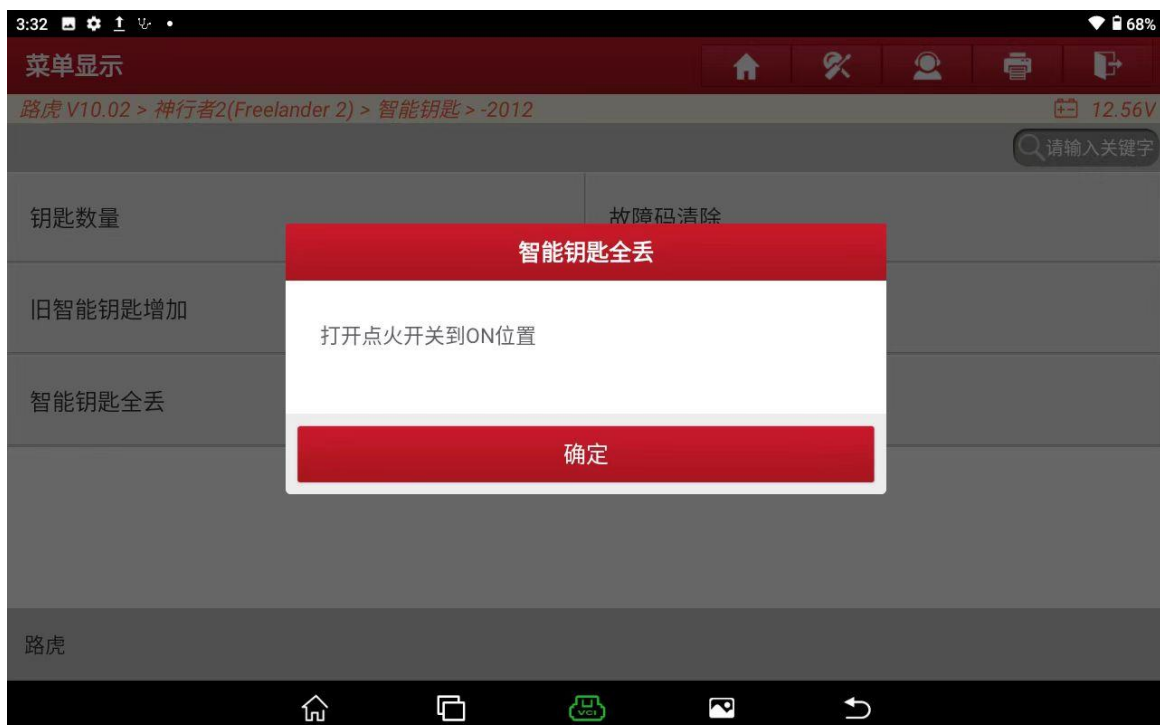 3:32
68%
菜单显示
路虎 V10.02 > 神行者2(Freelander 2) > 智能钥匙 > -2012
12.56V
请输入关键字
钥匙数量
故障码清除
智能钥匙全丢
旧智能钥匙增加
打开点火开关到ON位置
智能钥匙全丢
确定
路虎
VCI